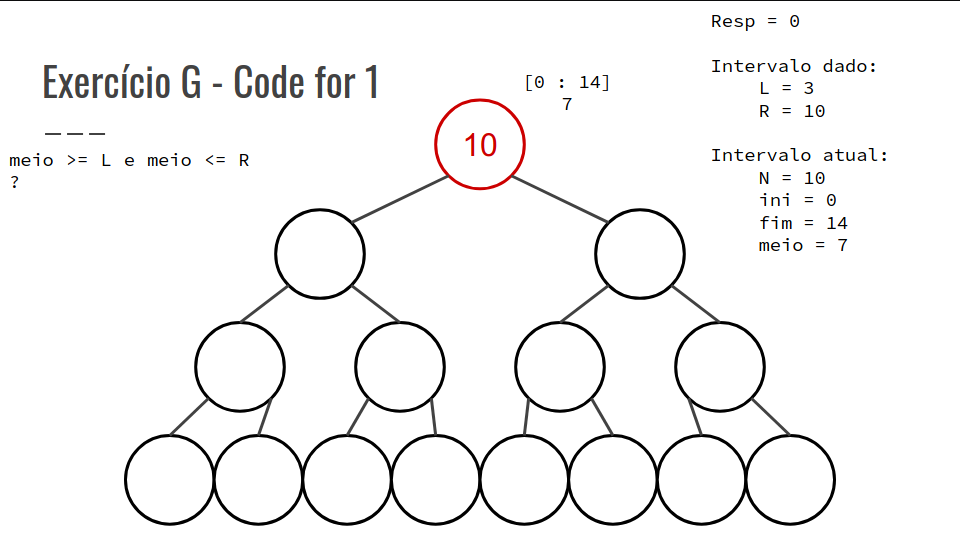 Exercício G - Code for 1
meio >= L e meio <= R
?
[0 : 14]
7
10
Resp = 0
Intervalo dado:
L = 3
R = 10
Intervalo atual:
N = 10
ini = 0
fim = 14
meio = 7